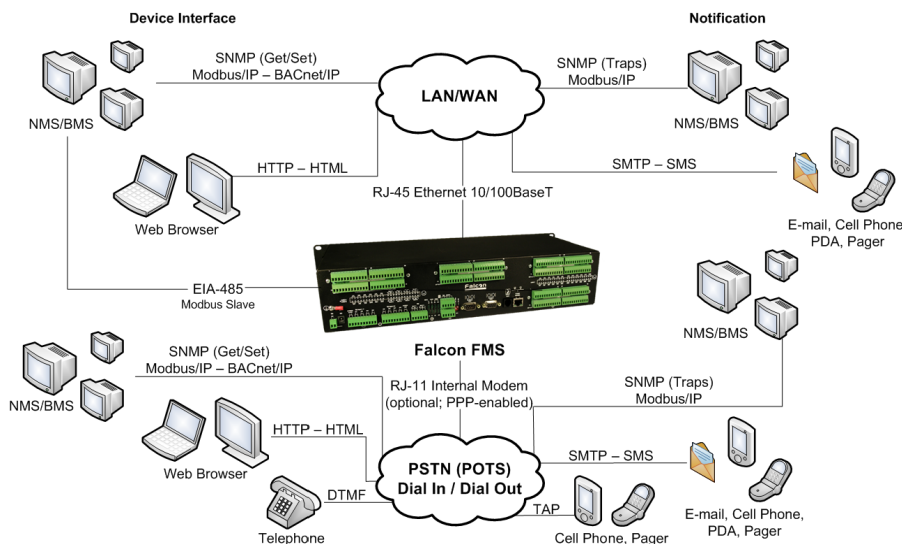 Device Interface
Notification
SNMP (Get/Set)
Modbus/IP – BACnet/IP
NMS/BMS
LAN/WAN
SNMP (Traps)
Modbus/IP
NMS/BMS
HTTP – HTML
Web Browser
RJ-45 Ethernet 10/100BaseT
SMTP – SMS
E-mail, Cell Phone,
PDA, Pager
EIA-485
Modbus Slave
Falcon
Falcon FMS
NMS/BMS
SNMP (Get/Set)
Modbus/IP – BACnet/IP
NMS/BMS
RJ-11 Internal Modem
(optional; PPP-enabled)
SNMP (Traps)
Modbus/IP
HTTP – HTML
Web Browser
PSTN (POTS)
Dial In / Dial Out
SMTP – SMS
E-mail, Cell Phone,
PDA, Pager
DTMF
Telephone
TAP
Cell Phone, Pager